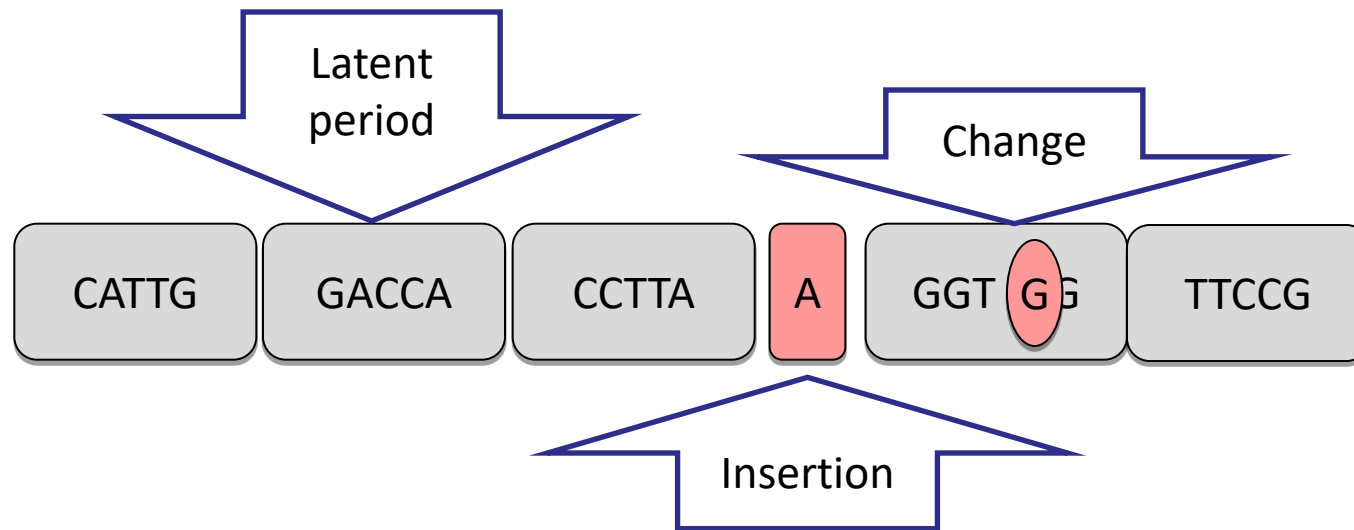 Latent
period
Change
CATTG GACCA CCTTA A GGT G G TTCCG
Insertion